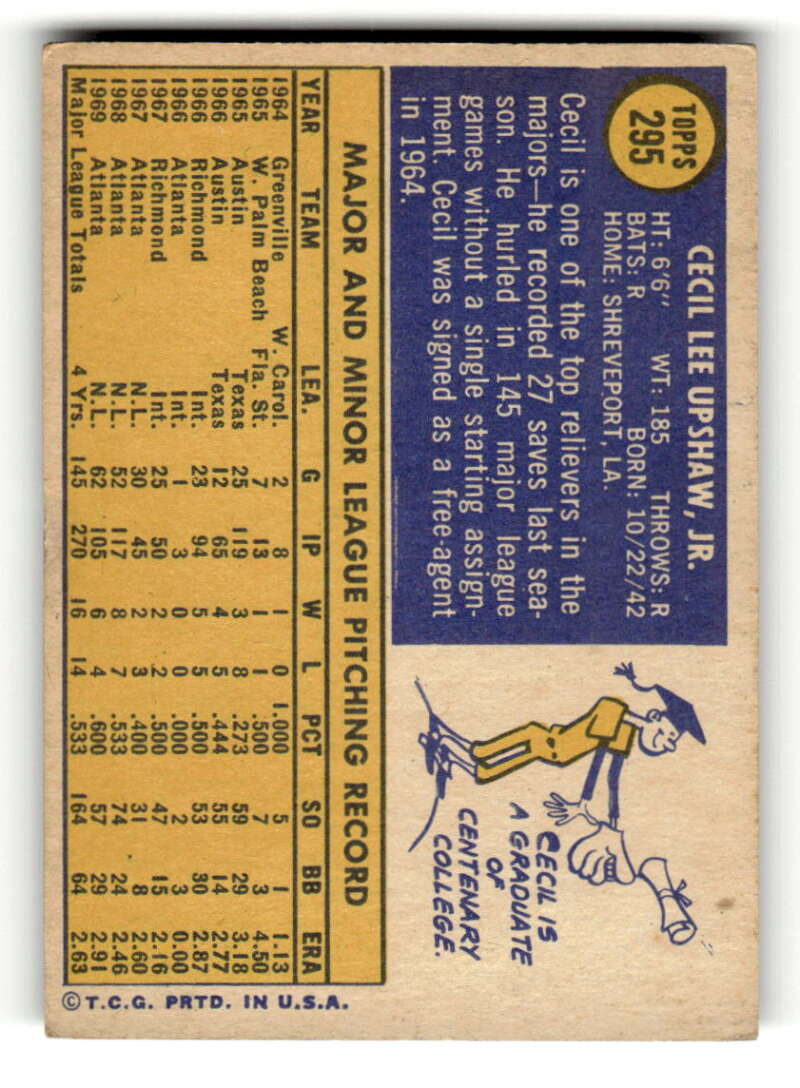 TOPPS
295
CECIL LEE UPSHAW, JR.
HT: 6'6" WT: 185 THROWS: R
BATS: R BORN: 10/22/42
HOME: SHREVEPORT, LA.
Cecil is one of the top relievers in the
majors—he recorded 27 saves last sea-
son. He hurled in 145 major league
games without a single starting assign-
ment. Cecil was signed as a free-agent
in 1964.
CECIL IS
A GRADUATE
OF
CENTENARY
COLLEGE.
MAJOR AND MINOR LEAGUE PITCHING RECORD
YEAR TEAM LEA. G IP W L PCT SO BB ERA
1964 Greenville W. Carol. 2 8 1 0 1.000 5 1 1.13
1965 W. Palm Beach Fla. St 7 13 1 1 .500 7 3 4.50
1965 Austin Texas 25 119 3 8 .273 59 29 3.18
1966 Austin Texas 12 65 4 5 .444 55 14 2.77
1966 Richmond Int. 23 94 5 5 .500 53 30 2.87
1966 Atlanta Int. 1 3 0 0 .000 2 3 0.00
1967 Richmond Int. 25 50 2 2 .500 47 15 2.16
1967 Atlanta N.L. 30 45 2 3 .400 31 8 2.60
1968 Atlanta N.L. 52 117 8 7 .533 74 24 2.46
1969 Atlanta N.L. 62 105 6 4 .600 57 29 2.91
Major League Totals 4 Yrs. 145 270 16 14 .533 164 64 2.63
© T.C.G. PRTD. IN U.S.A.